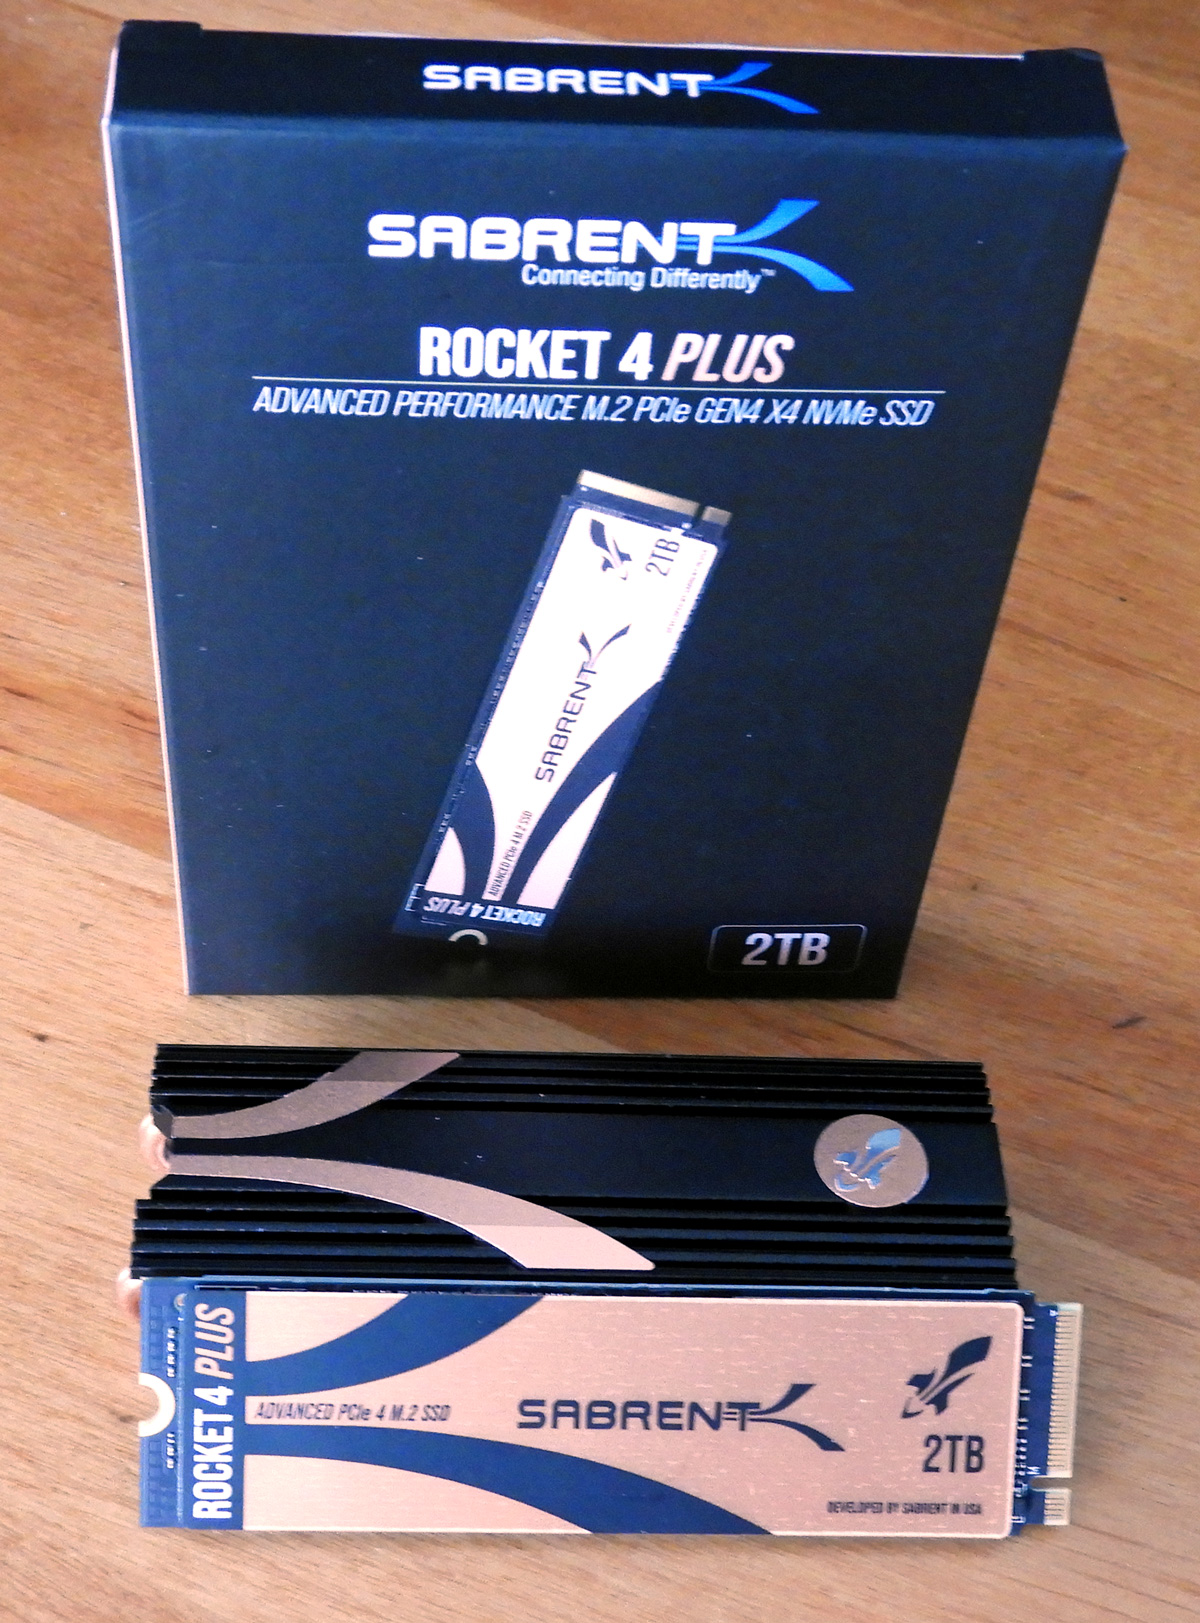 SABRENT
SABRENT
Connecting Differently™
ROCKET 4 PLUS
ADVANCED PERFORMANCE M.2 PCIe GEN4 X4 NVMe SSD
2TB
SABRENT
ADVANCED PCIe 4 M.2 SSD
ROCKET 4 PLUS
2TB
ROCKET 4 PLUS
ADVANCED PCIe 4 M.2 SSD
SABRENT
2TB
DEVELOPED BY SABRENT IN USA
M